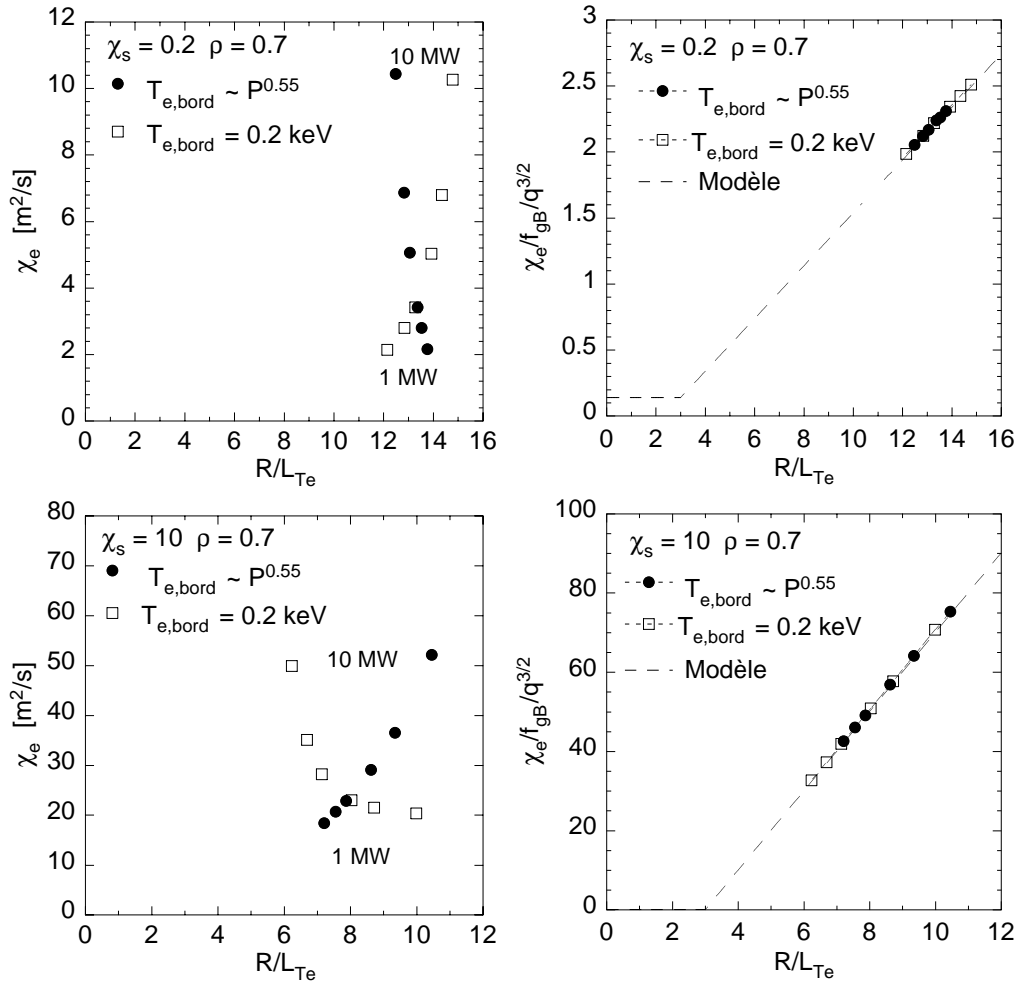 χs = 0.2 ρ = 0.7
10 MW
Te,bord ~ P0.55
Te,bord = 0.2 keV
1 MW
χe [m2/s]
0
2
4
6
8
10
12
0 2 4 6 8 10 12 14 16
R/LTe
χs = 0.2 ρ = 0.7
Te,bord ~ P0.55
Te,bord = 0.2 keV
Modèle
χe/fgB/q3/2
0
0.5
1
1.5
2
2.5
3
0 2 4 6 8 10 12 14 16
R/LTe
χs = 10 ρ = 0.7
Te,bord ~ P0.55
Te,bord = 0.2 keV
10 MW
1 MW
χe [m2/s]
0
10
20
30
40
50
60
70
80
0 2 4 6 8 10 12
R/LTe
χs = 10 ρ = 0.7
Te,bord ~ P0.55
Te,bord = 0.2 keV
Modèle
χe/fgB/q3/2
0
20
40
60
80
100
0 2 4 6 8 10 12
R/LTe